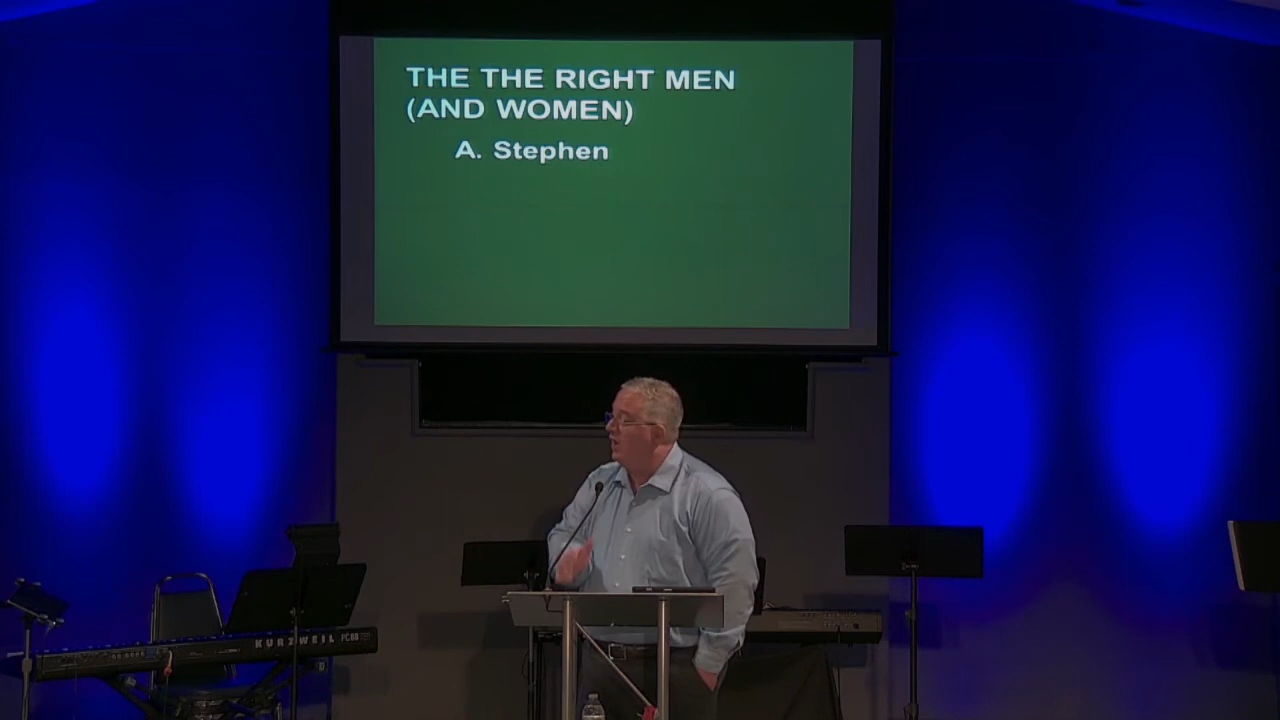 THE THE RIGHT MEN
(AND WOMEN)
A. Stephen
KURZWEIL PC88